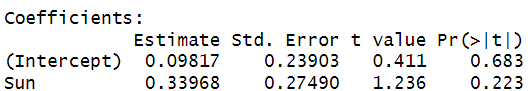 Coefficients:
Estimate Std. Error t value Pr(>|t|)
(Intercept) 0.09817 0.23903 0.411 0.683
Sun 0.33968 0.27490 1.236 0.223